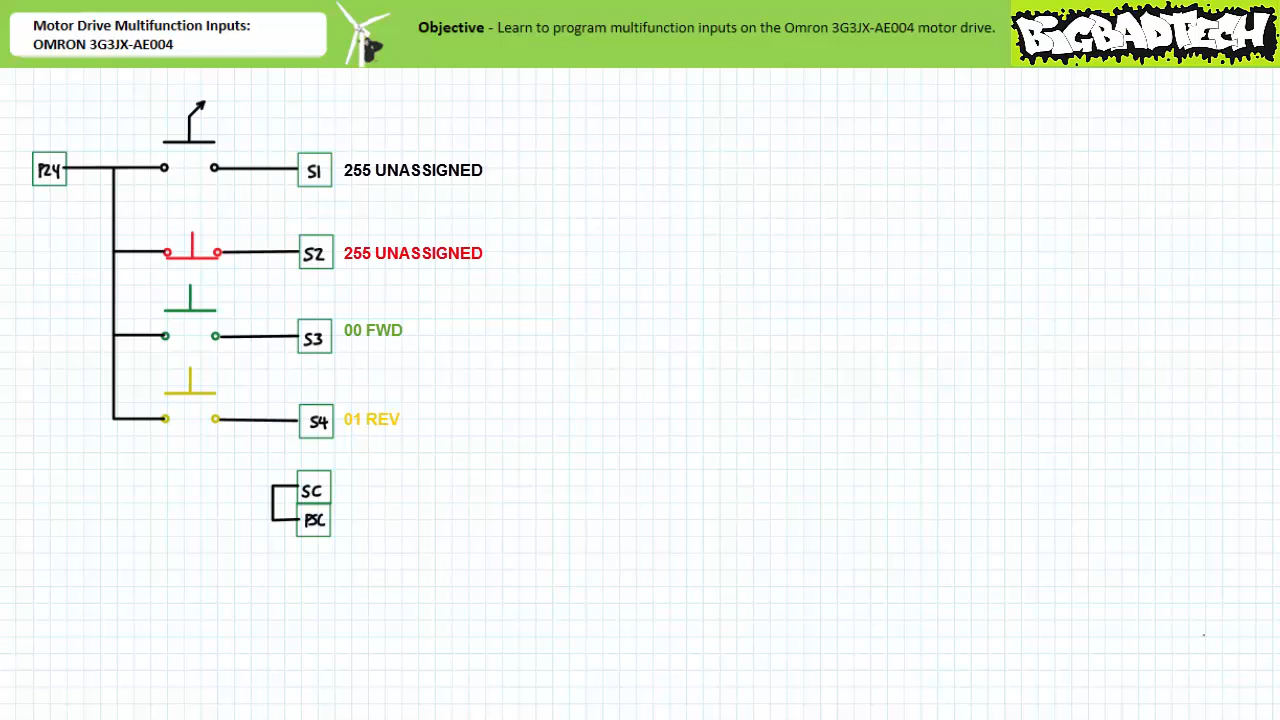 Motor Drive Multifunction Inputs:
OMRON 3G3JX-AE004
Objective - Learn to program multifunction inputs on the Omron 3G3JX-AE004 motor drive.
BIGBADTECH
P24
S1 255 UNASSIGNED
S2 255 UNASSIGNED
S3 00 FWD
S4 01 REV
SC
PSC